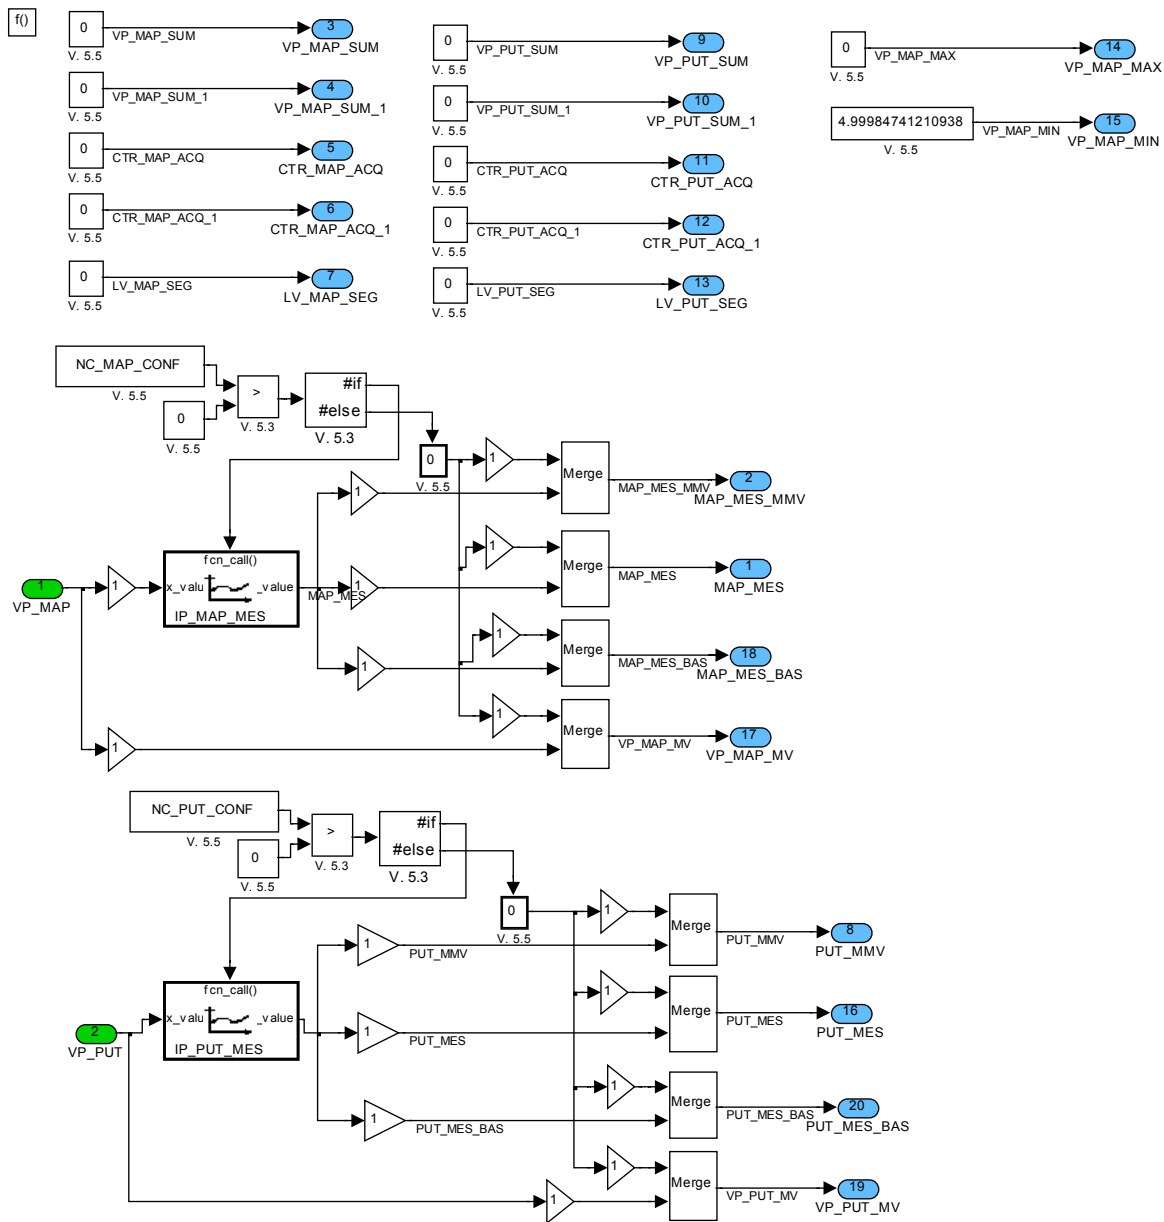 f()
0
VP_MAP_SUM
V. 5.5
3
VP_MAP_SUM
0
VP_MAP_SUM_1
V. 5.5
4
VP_MAP_SUM_1
0
CTR_MAP_ACQ
V. 5.5
5
CTR_MAP_ACQ
0
CTR_MAP_ACQ_1
V. 5.5
6
CTR_MAP_ACQ_1
0
LV_MAP_SEG
V. 5.5
7
LV_MAP_SEG
0
VP_PUT_SUM
V. 5.5
9
VP_PUT_SUM
0
VP_PUT_SUM_1
V. 5.5
10
VP_PUT_SUM_1
0
CTR_PUT_ACQ
V. 5.5
11
CTR_PUT_ACQ
0
CTR_PUT_ACQ_1
V. 5.5
12
CTR_PUT_ACQ_1
0
LV_PUT_SEG
V. 5.5
13
LV_PUT_SEG
0
VP_MAP_MAX
V. 5.5
14
VP_MAP_MAX
4.99984741210938
VP_MAP_MIN
V. 5.5
15
VP_MAP_MIN
NC_MAP_CONF
V. 5.5
0
V. 5.5
>
V. 5.3
#if
#else
V. 5.3
0
V. 5.5
1
Merge
MAP_MES_MMV
2
MAP_MES_MMV
1
1
Merge
MAP_MES
1
MAP_MES
1
VP_MAP
1
fcn_call()
x_valu
_value
IP_MAP_MES
MAP_MES
1
1
Merge
MAP_MES_BAS
18
MAP_MES_BAS
1
1
Merge
VP_MAP_MV
17
VP_MAP_MV
1
NC_PUT_CONF
V. 5.5
0
V. 5.5
>
V. 5.3
#if
#else
V. 5.3
0
V. 5.5
1
Merge
PUT_MMV
8
PUT_MMV
1
PUT_MMV
1
Merge
PUT_MES
16
PUT_MES
2
VP_PUT
fcn_call()
x_valu
_value
IP_PUT_MES
1
PUT_MES
1
Merge
PUT_MES_BAS
20
PUT_MES_BAS
1
PUT_MES_BAS
1
Merge
VP_PUT_MV
19
VP_PUT_MV
1